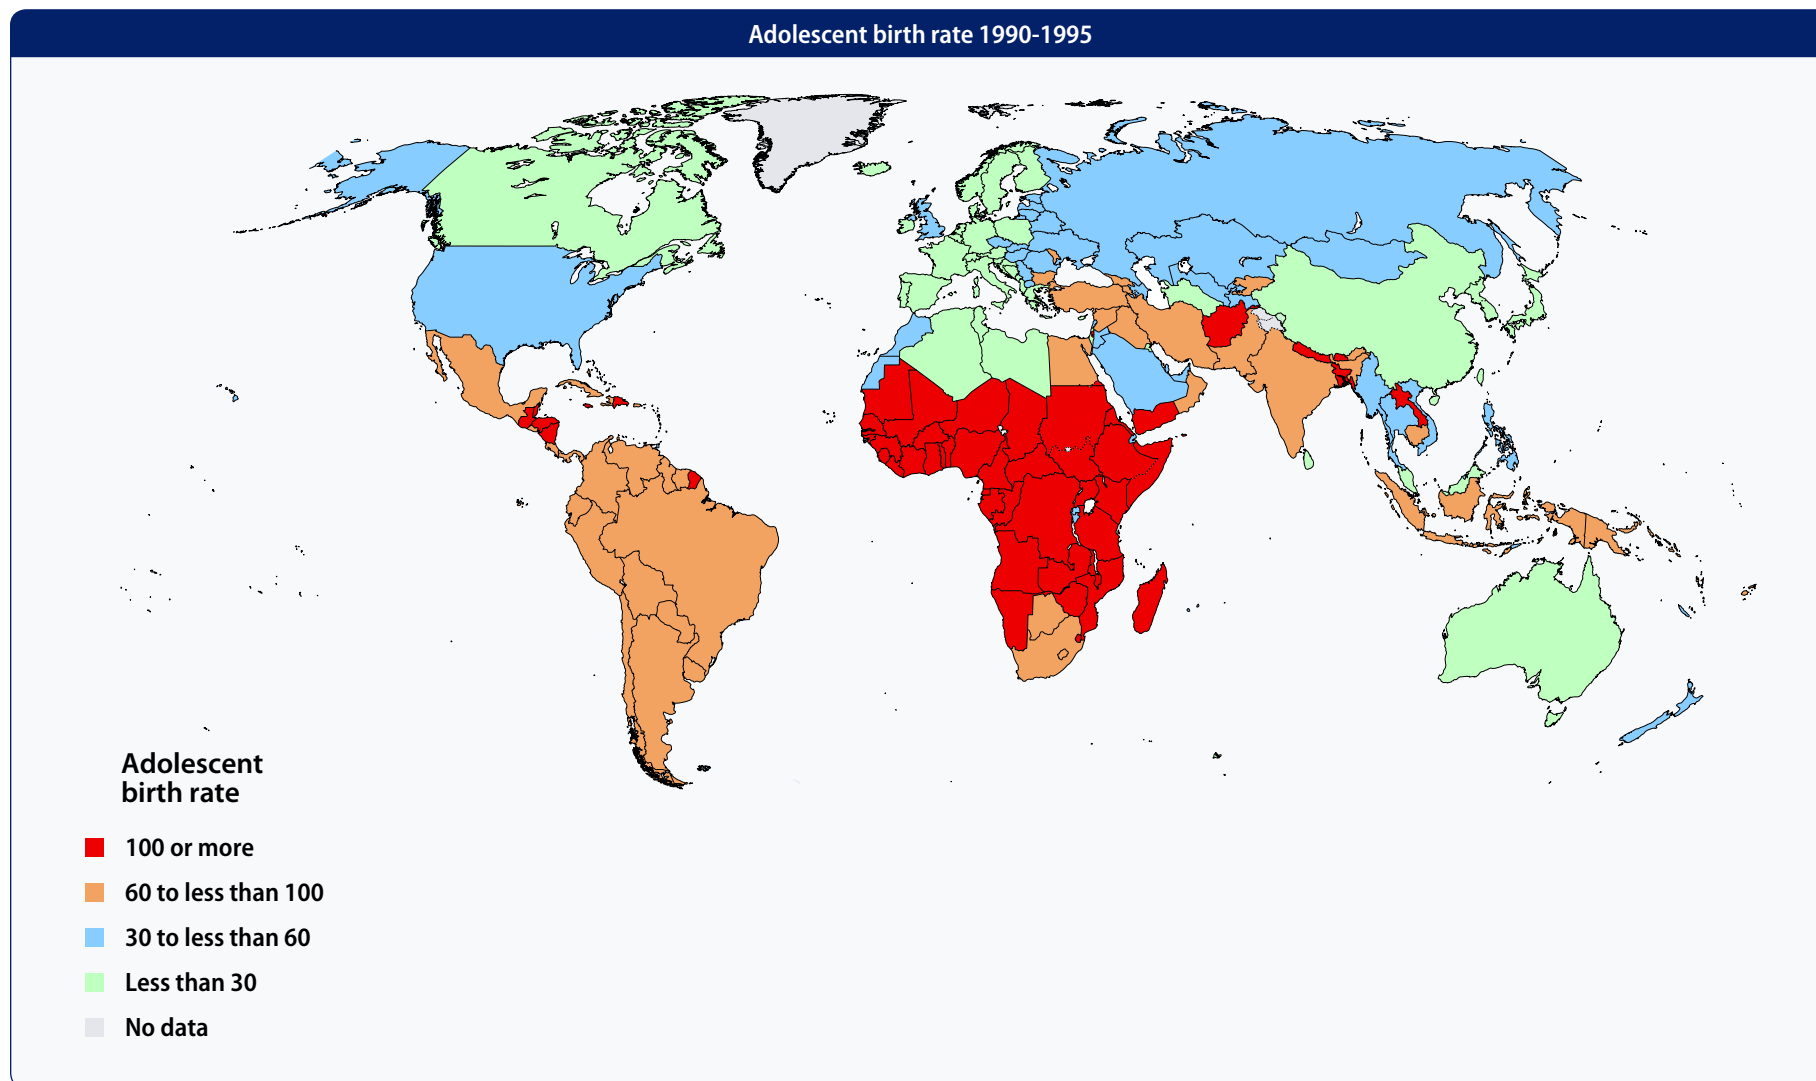 Adolescent birth rate 1990-1995
Adolescent
birth rate
100 or more
60 to less than 100
30 to less than 60
Less than 30
No data